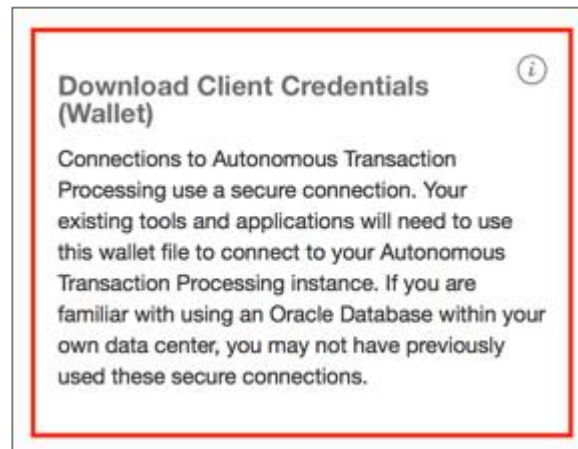 Download Client Credentials
(Wallet)
Connections to Autonomous Transaction
Processing use a secure connection. Your
existing tools and applications will need to use
this wallet file to connect to your Autonomous
Transaction Processing instance. If you are
familiar with using an Oracle Database within your
own data center, you may not have previously
used these secure connections.